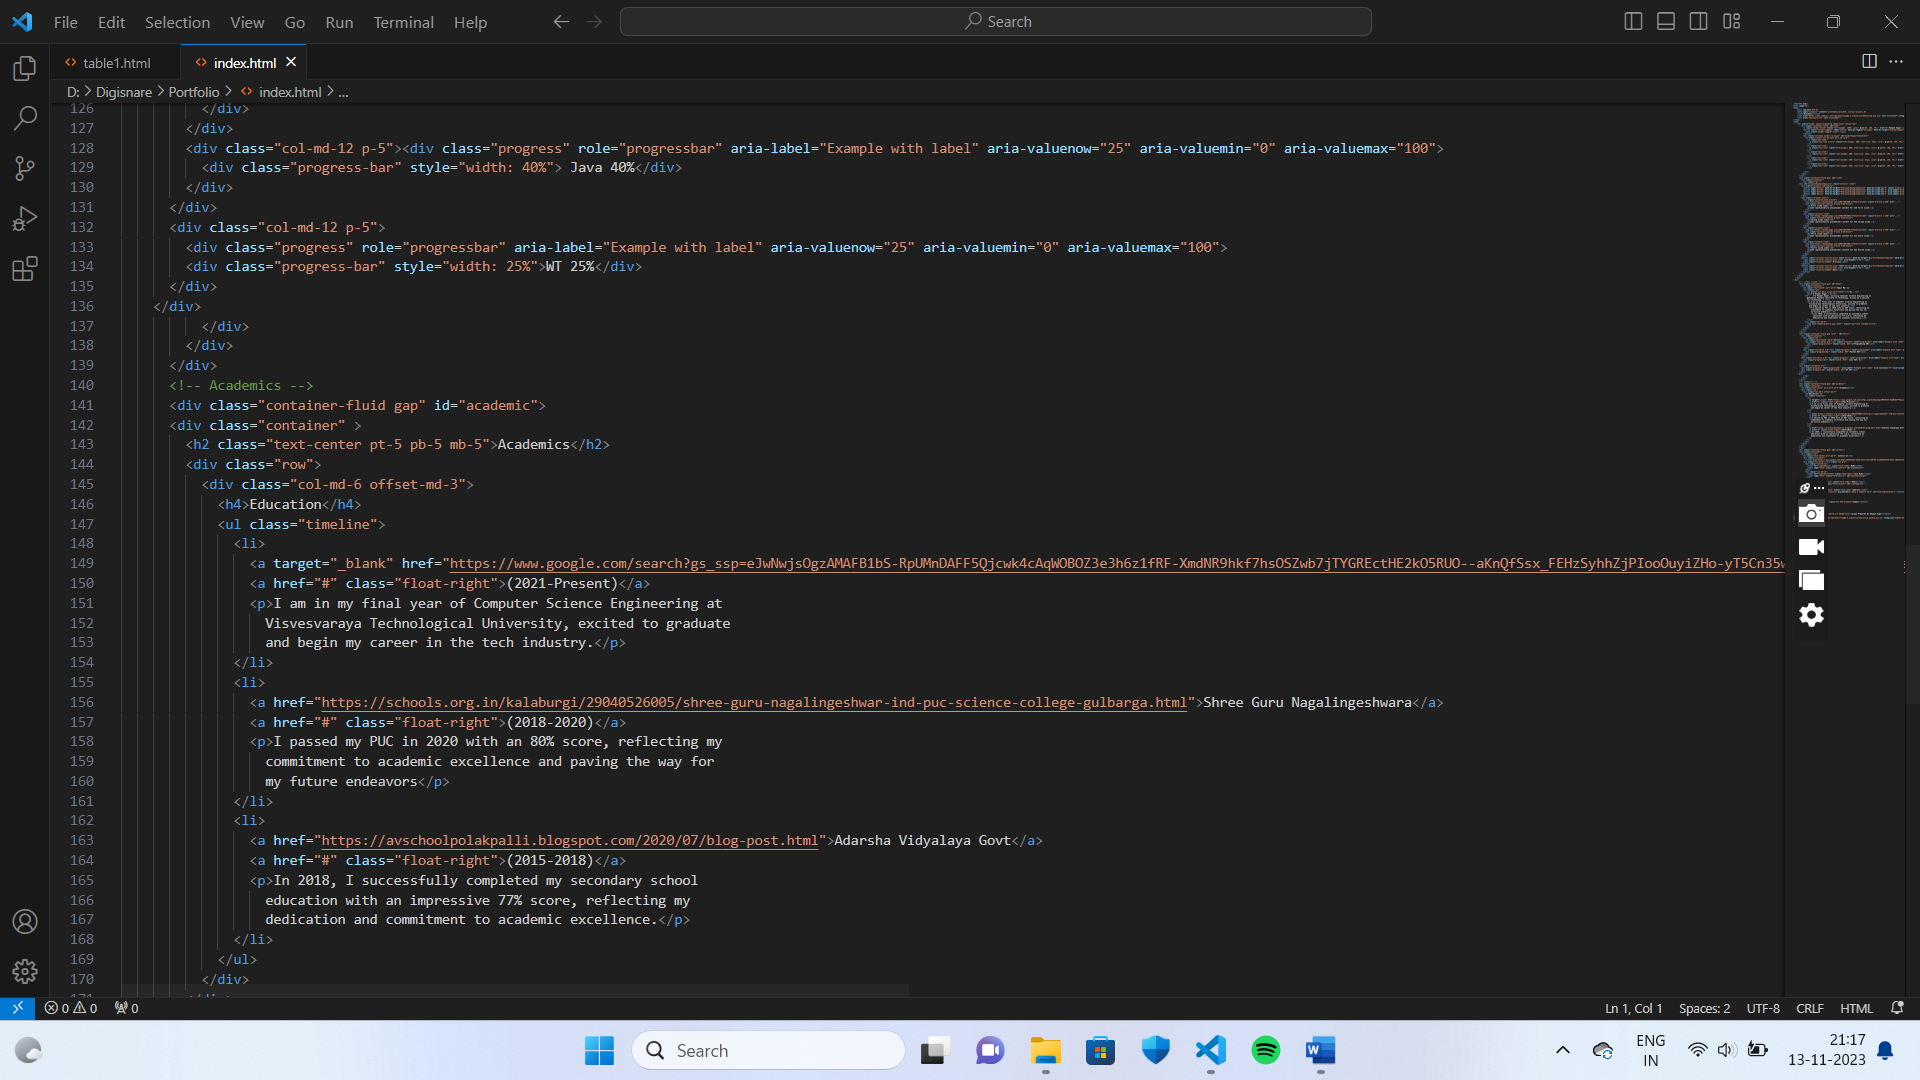 File Edit Selection View Go Run Terminal Help
Search
table1.html
index.html
D: > Digisnare > Portfolio > index.html > ...
126 </div>
127 </div>
128 <div class="col-md-12 p-5"><div class="progress" role="progressbar" aria-label="Example with label" aria-valuenow="25" aria-valuemin="0" aria-valuemax="100">
129 <div class="progress-bar" style="width: 40%"> Java 40%</div>
130 </div>
131 </div>
132 <div class="col-md-12 p-5">
133 <div class="progress" role="progressbar" aria-label="Example with label" aria-valuenow="25" aria-valuemin="0" aria-valuemax="100">
134 <div class="progress-bar" style="width: 25%">WT 25%</div>
135 </div>
136 </div>
137 </div>
138 </div>
139 </div>
140 <!-- Academics -->
141 <div class="container-fluid gap" id="academic">
142 <div class="container" >
143 <h2 class="text-center pt-5 pb-5 mb-5">Academics</h2>
144 <div class="row">
145 <div class="col-md-6 offset-md-3">
146 <h4>Education</h4>
147 <ul class="timeline">
148 <li>
149 <a target="_blank" href="https://www.google.com/search?gs_ssp=eJwNwjsOgzAMAFB1bS-RpUMnDAFF5Qjcwk4cAqWOBOZ3e3h6z1fRF-XmdNR9hkf7hsOSZwb7jTYGREctHE2kO5RUO--aKnQfSsx_FEHzSyhhZjPIooOuyiZHo-yT5Cn35w
150 <a href="#" class="float-right">(2021-Present)</a>
151 <p>I am in my final year of Computer Science Engineering at
152 Visvesvaraya Technological University, excited to graduate
153 and begin my career in the tech industry.</p>
154 </li>
155 <li>
156 <a href="https://schools.org.in/kalaburgi/29040526005/shree-guru-nagalingeshwar-ind-puc-science-college-gulbarga.html">Shree Guru Nagalingeshwara</a>
157 <a href="#" class="float-right">(2018-2020)</a>
158 <p>I passed my PUC in 2020 with an 80% score, reflecting my
159 commitment to academic excellence and paving the way for
160 my future endeavors</p>
161 </li>
162 <li>
163 <a href="https://avschoolpolakpalli.blogspot.com/2020/07/blog-post.html">Adarsha Vidyalaya Govt</a>
164 <a href="#" class="float-right">(2015-2018)</a>
165 <p>In 2018, I successfully completed my secondary school
166 education with an impressive 77% score, reflecting my
167 dedication and commitment to academic excellence.</p>
168 </li>
169 </ul>
170 </div>
0 0 0
Ln 1, Col 1 Spaces: 2 UTF-8 CRLF HTML
Search
ENG
IN
21:17
13-11-2023